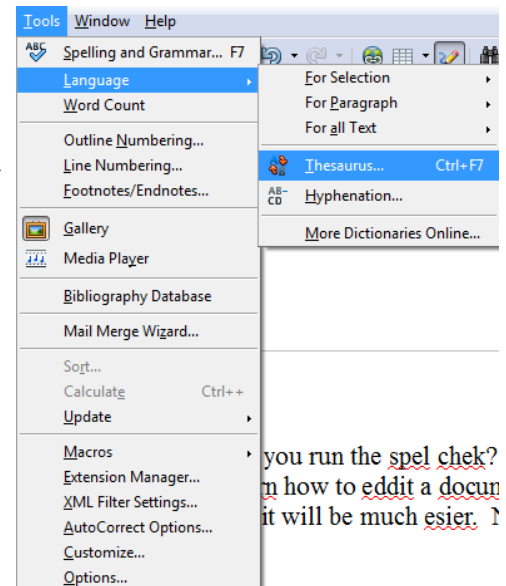 Tools Window Help
ABC Spelling and Grammar... F7
Language
Word Count
Outline Numbering...
Line Numbering...
Footnotes/Endnotes...
Gallery
Media Player
Bibliography Database
Mail Merge Wizard...
Sort...
Calculate Ctrl++
Update
Macros
Extension Manager...
XML Filter Settings...
AutoCorrect Options...
Customize...
Options...
For Selection
For Paragraph
For all Text
Thesaurus... Ctrl+F7
AB-
CD Hyphenation...
More Dictionaries Online...
you run the spel chek?
how to eddit a
it will be much esier.